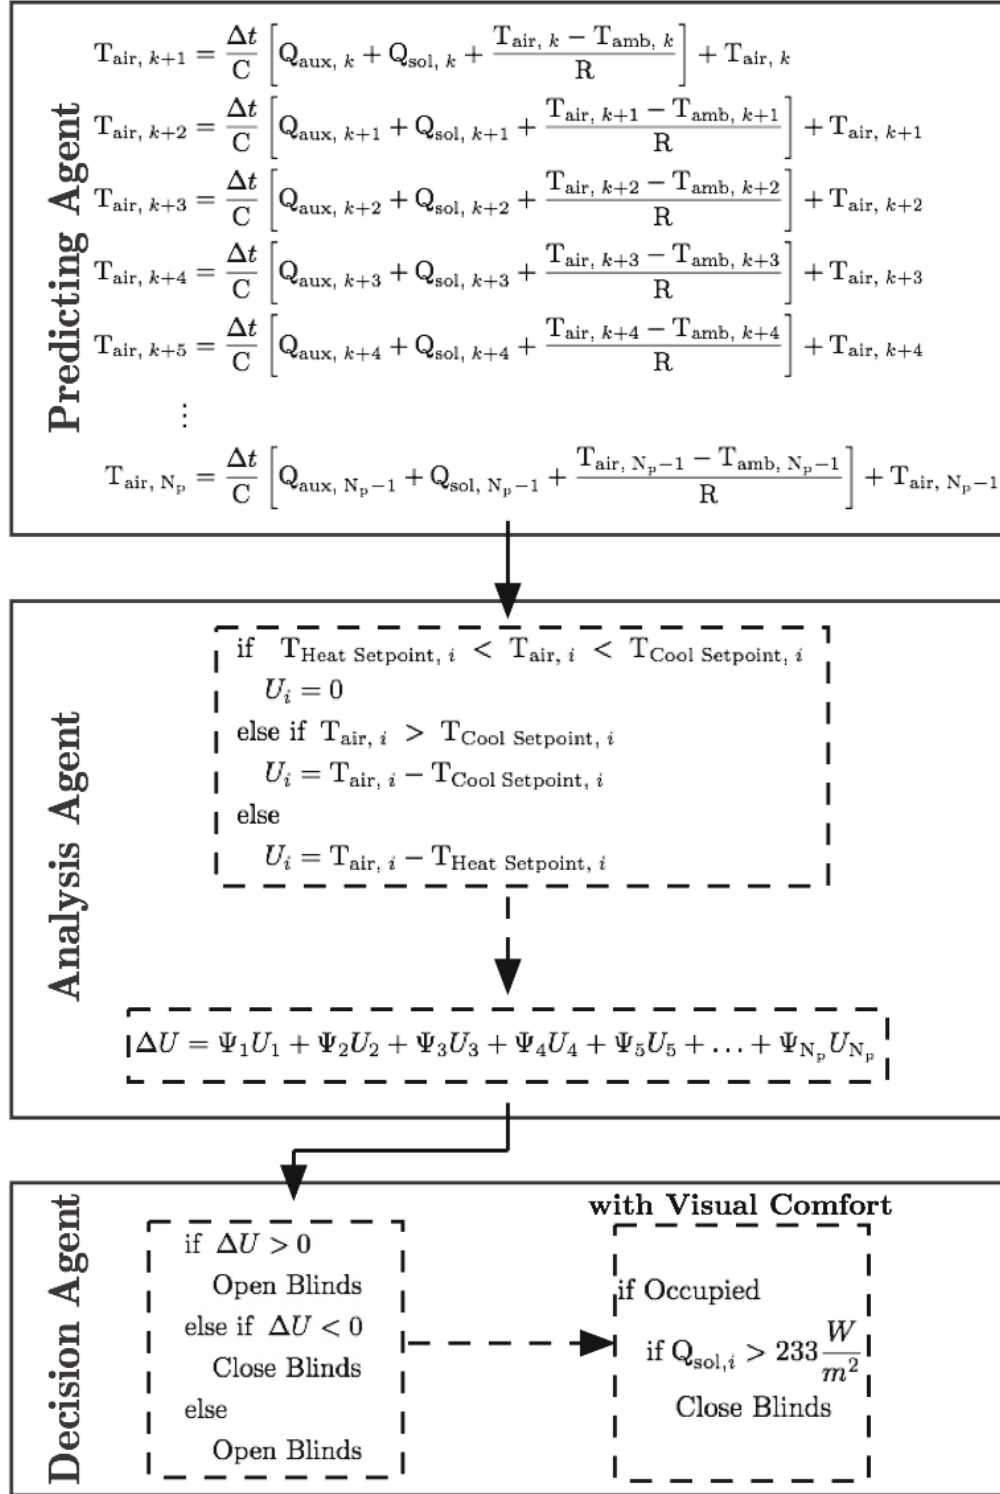 Predicting Agent
T_air, k+1 = Δt/C [Q_aux, k + Q_sol, k + (T_air, k − T_amb, k)/R] + T_air, k
T_air, k+2 = Δt/C [Q_aux, k+1 + Q_sol, k+1 + (T_air, k+1 − T_amb, k+1)/R] + T_air, k+1
T_air, k+3 = Δt/C [Q_aux, k+2 + Q_sol, k+2 + (T_air, k+2 − T_amb, k+2)/R] + T_air, k+2
T_air, k+4 = Δt/C [Q_aux, k+3 + Q_sol, k+3 + (T_air, k+3 − T_amb, k+3)/R] + T_air, k+3
T_air, k+5 = Δt/C [Q_aux, k+4 + Q_sol, k+4 + (T_air, k+4 − T_amb, k+4)/R] + T_air, k+4
⋮
T_air, N_p = Δt/C [Q_aux, N_p−1 + Q_sol, N_p−1 + (T_air, N_p−1 − T_amb, N_p−1)/R] + T_air, N_p−1
Analysis Agent
if T_Heat Setpoint, i < T_air, i < T_Cool Setpoint, i
U_i = 0
else if T_air, i > T_Cool Setpoint, i
U_i = T_air, i − T_Cool Setpoint, i
else
U_i = T_air, i − T_Heat Setpoint, i
ΔU = Ψ_1U_1 + Ψ_2U_2 + Ψ_3U_3 + Ψ_4U_4 + Ψ_5U_5 + … + Ψ_N_p U_N_p
Decision Agent
if ΔU > 0
Open Blinds
else if ΔU < 0
Close Blinds
else
Open Blinds
with Visual Comfort
if Occupied
if Q_sol,i > 233 W/m²
Close Blinds